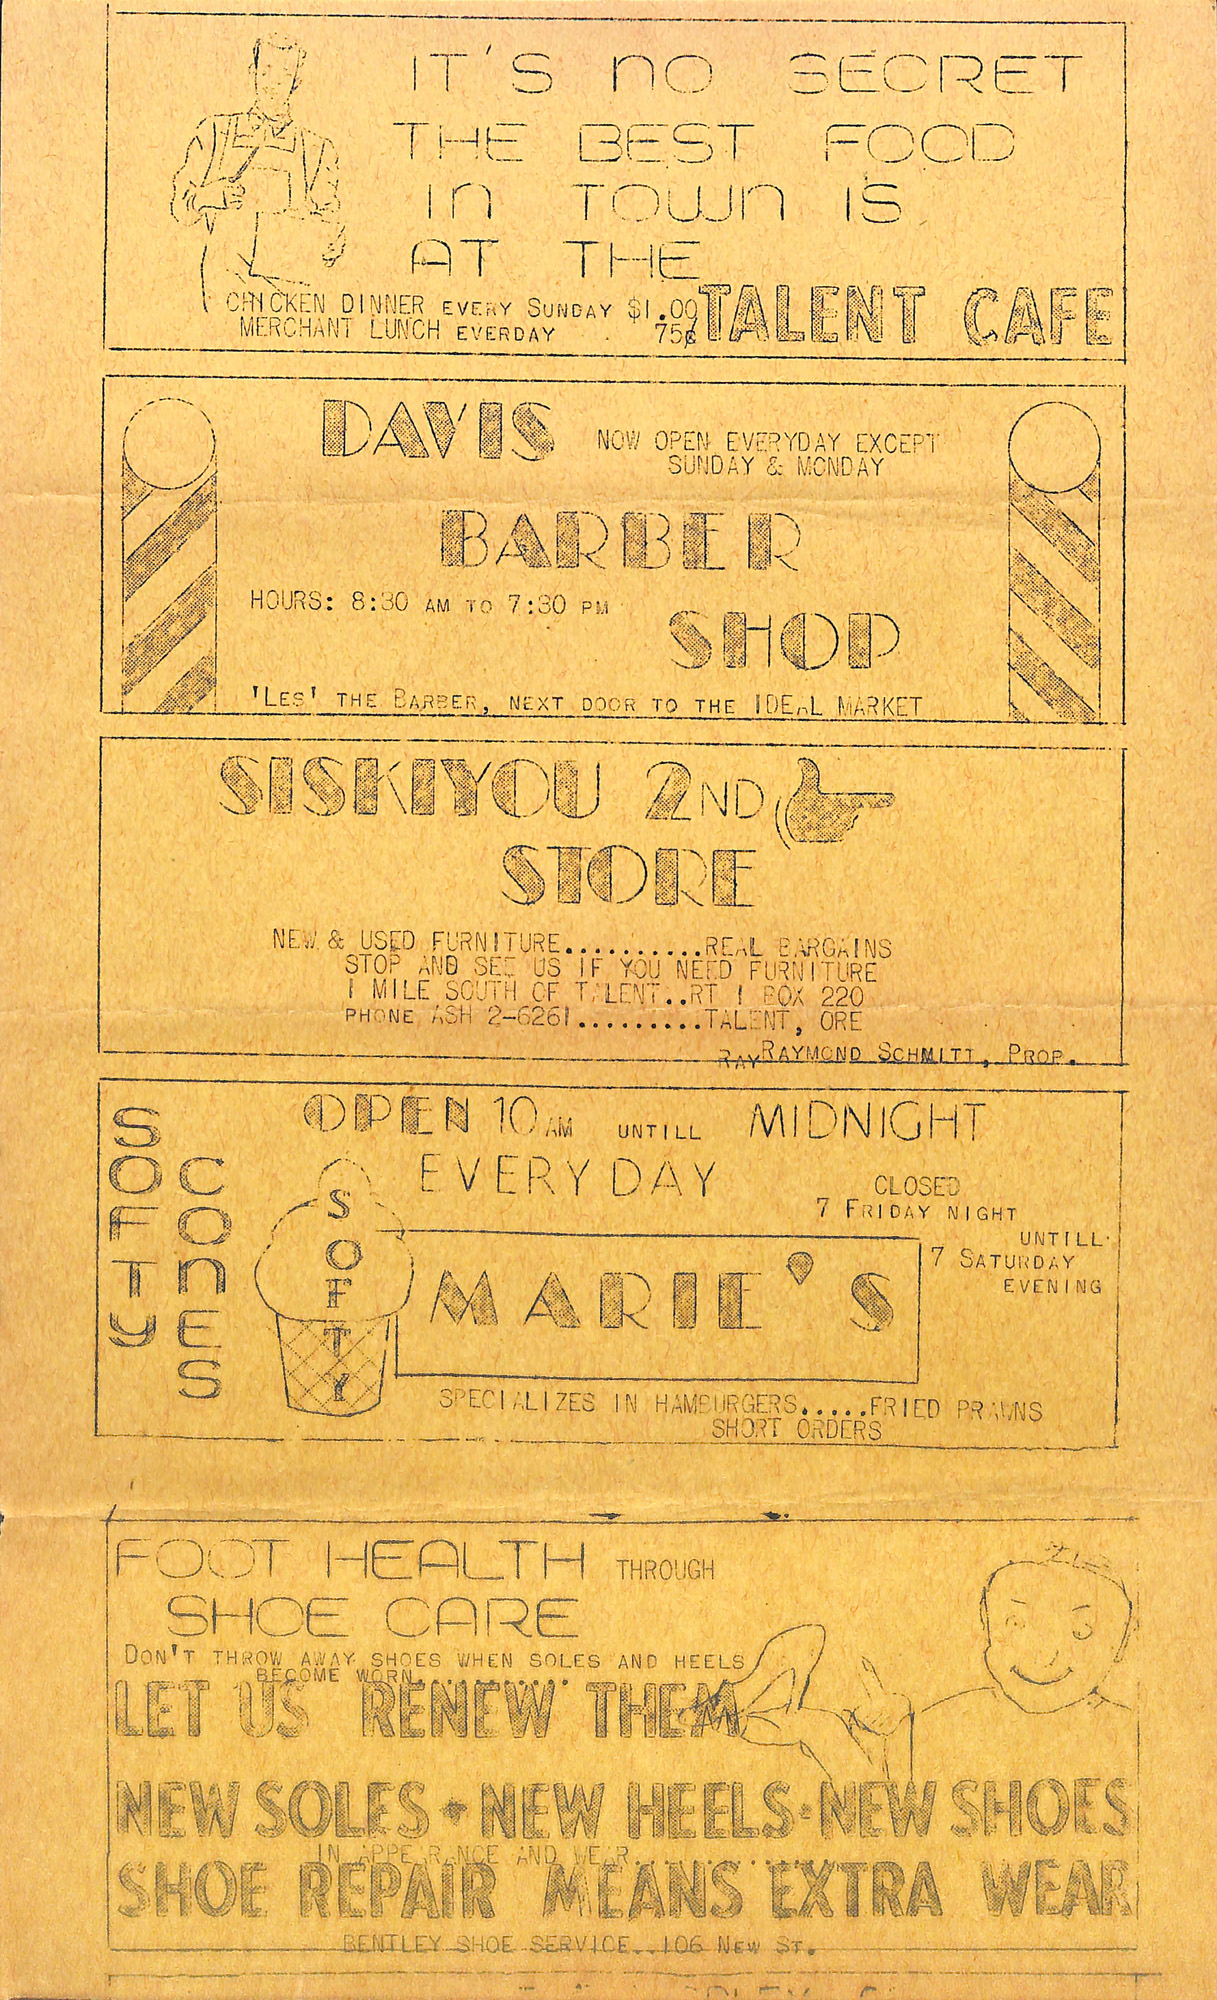 IT'S NO SECRET
THE BEST FOOD
IN TOWN IS
AT THE
CHICKEN DINNER EVERY SUNDAY $1.00
MERCHANT LUNCH EVERDAY . 75¢
TALENT CAFE
DAVIS
NOW OPEN EVERYDAY EXCEPT
SUNDAY & MONDAY
BARBER
HOURS: 8:30 AM TO 7:30 PM
SHOP
'LES' THE BARBER, NEXT DOOR TO THE IDEAL MARKET
SISKIYOU 2ND
STORE
NEW & USED FURNITURE..........REAL BARGAINS
STOP AND SEE US IF YOU NEED FURNITURE
1 MILE SOUTH OF TALENT..RT 1 BOX 220
PHONE ASH 2-6261.........TALENT, ORE
RAY RAYMOND SCHMITT, PROP.
SOFTY
CONES
OPEN 10 AM UNTILL MIDNIGHT
EVERYDAY
CLOSED
7 FRIDAY NIGHT
UNTILL
7 SATURDAY
EVENING
SOFTY
MARIE'S
SPECIALIZES IN HAMBURGERS.....FRIED PRAWNS
SHORT ORDERS
FOOT HEALTH THROUGH
SHOE CARE
DON'T THROW AWAY SHOES WHEN SOLES AND HEELS
BECOME WORN............
LET US RENEW THEM
NEW SOLES • NEW HEELS • NEW SHOES
IN APPEARANCE AND WEAR..............
SHOE REPAIR MEANS EXTRA WEAR
BENTLEY SHOE SERVICE..106 NEW ST.